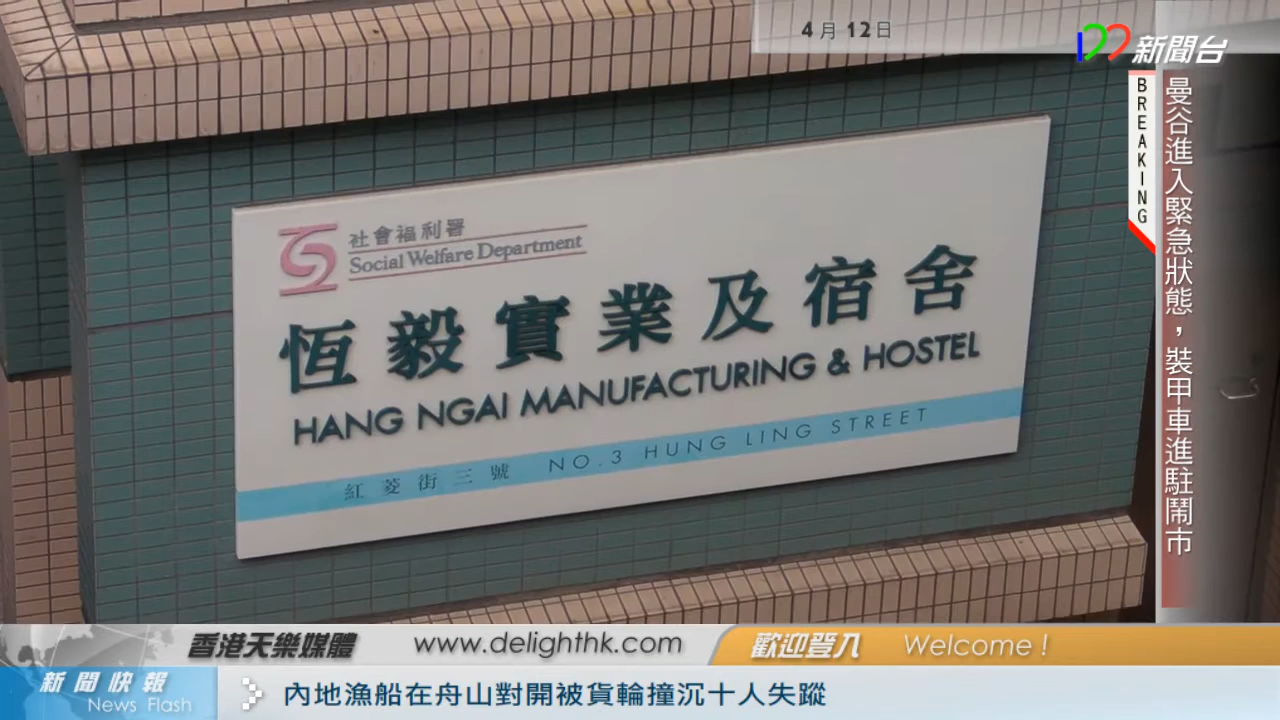 4月12日
新聞台
BREAKING
曼谷進入緊急狀態，裝甲車進駐鬧市
社會福利署
Social Welfare Department
恆毅實業及宿舍
HANG NGAI MANUFACTURING & HOSTEL
紅菱街三號 NO.3 HUNG LING STREET
香港天樂媒體 www.delighthk.com 歡迎登入 Welcome !
新聞快報
News Flash
內地漁船在舟山對開被貨輪撞沉十人失蹤